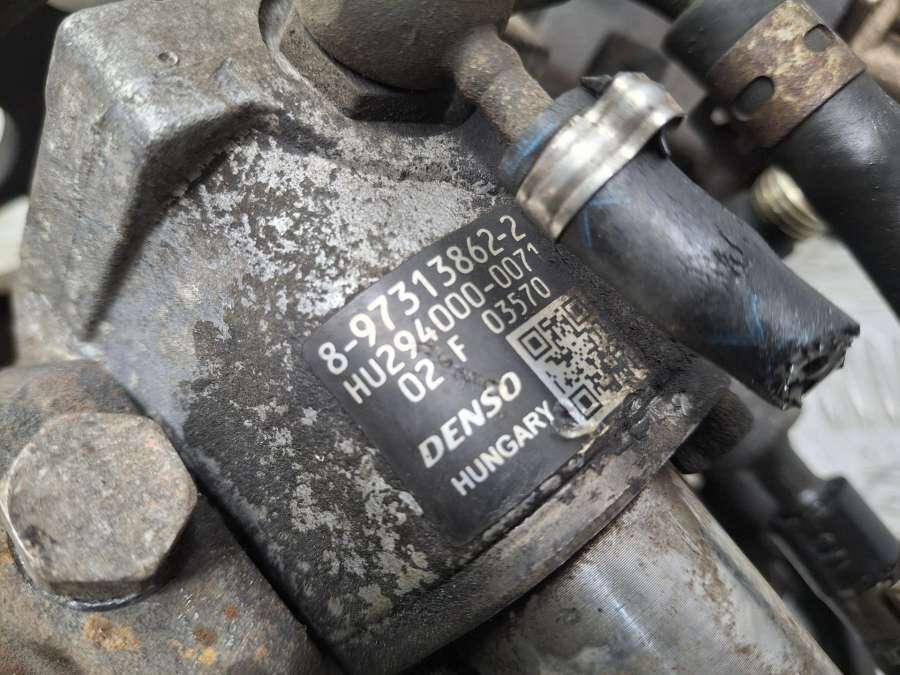 8-97313862-2
HU294000-0071
02 F 03570
DENSO
HUNGARY